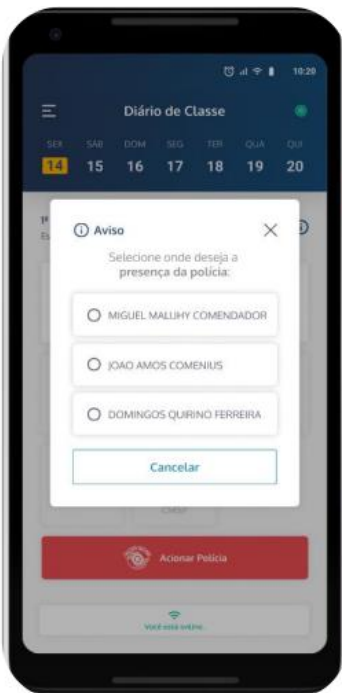 10:20
Diário de Classe
SEX SÁB DOM SEG TER QUA QUI
14 15 16 17 18 19 20
1ª
Aviso
Selecione onde deseja a
presença da polícia:
MIGUEL MALUHY COMENDADOR
JOAO AMOS COMENIUS
DOMINGOS QUIRINO FERREIRA
Cancelar
Acionar Polícia
Você está online.